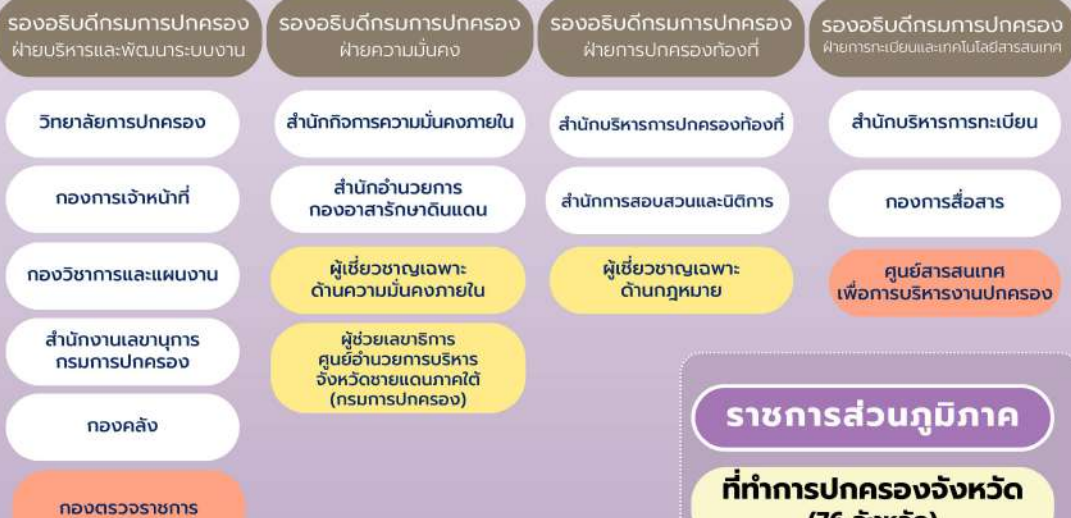 รองอธิบดีกรมการปกครอง
ฝ่ายบริหารและพัฒนาระบบงาน
วิทยาลัยการปกครอง
กองการเจ้าหน้าที่
กองวิชาการและแผนงาน
สำนักงานเลขานุการ
กรมการปกครอง
กองคลัง
กองตรวจราชการ
รองอธิบดีกรมการปกครอง
ฝ่ายความมั่นคง
สำนักกิจการความมั่นคงภายใน
สำนักอำนวยการ
กองอาสารักษาดินแดน
ผู้เชี่ยวชาญเฉพาะ
ด้านความมั่นคงภายใน
ผู้ช่วยเลขาธิการ
ศูนย์อำนวยการบริหาร
จังหวัดชายแดนภาคใต้
(กรมการปกครอง)
รองอธิบดีกรมการปกครอง
ฝ่ายการปกครองท้องที่
สำนักบริหารการปกครองท้องที่
สำนักการสอบสวนและนิติการ
ผู้เชี่ยวชาญเฉพาะ
ด้านกฎหมาย
รองอธิบดีกรมการปกครอง
ฝ่ายการทะเบียนและเทคโนโลยีสารสนเทศ
สำนักบริหารการทะเบียน
กองการสื่อสาร
ศูนย์สารสนเทศ
เพื่อการบริหารงานปกครอง
ราชการส่วนภูมิภาค
ที่ทำการปกครองจังหวัด
(76 จังหวัด)